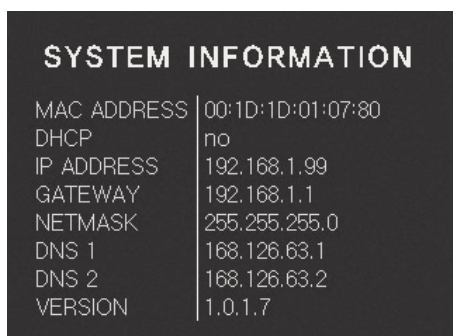 SYSTEM INFORMATION
MAC ADDRESS 00:1D:1D:01:07:80
DHCP no
IP ADDRESS 192.168.1.99
GATEWAY 192.168.1.1
NETMASK 255.255.255.0
DNS 1 168.126.63.1
DNS 2 168.126.63.2
VERSION 1.0.1.7